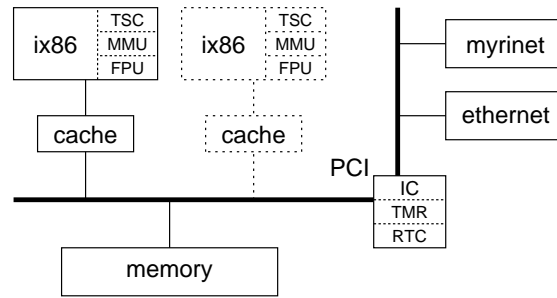 ix86
TSC
MMU
FPU
ix86
TSC
MMU
FPU
myrinet
cache
cache
ethernet
PCI
IC
TMR
RTC
memory